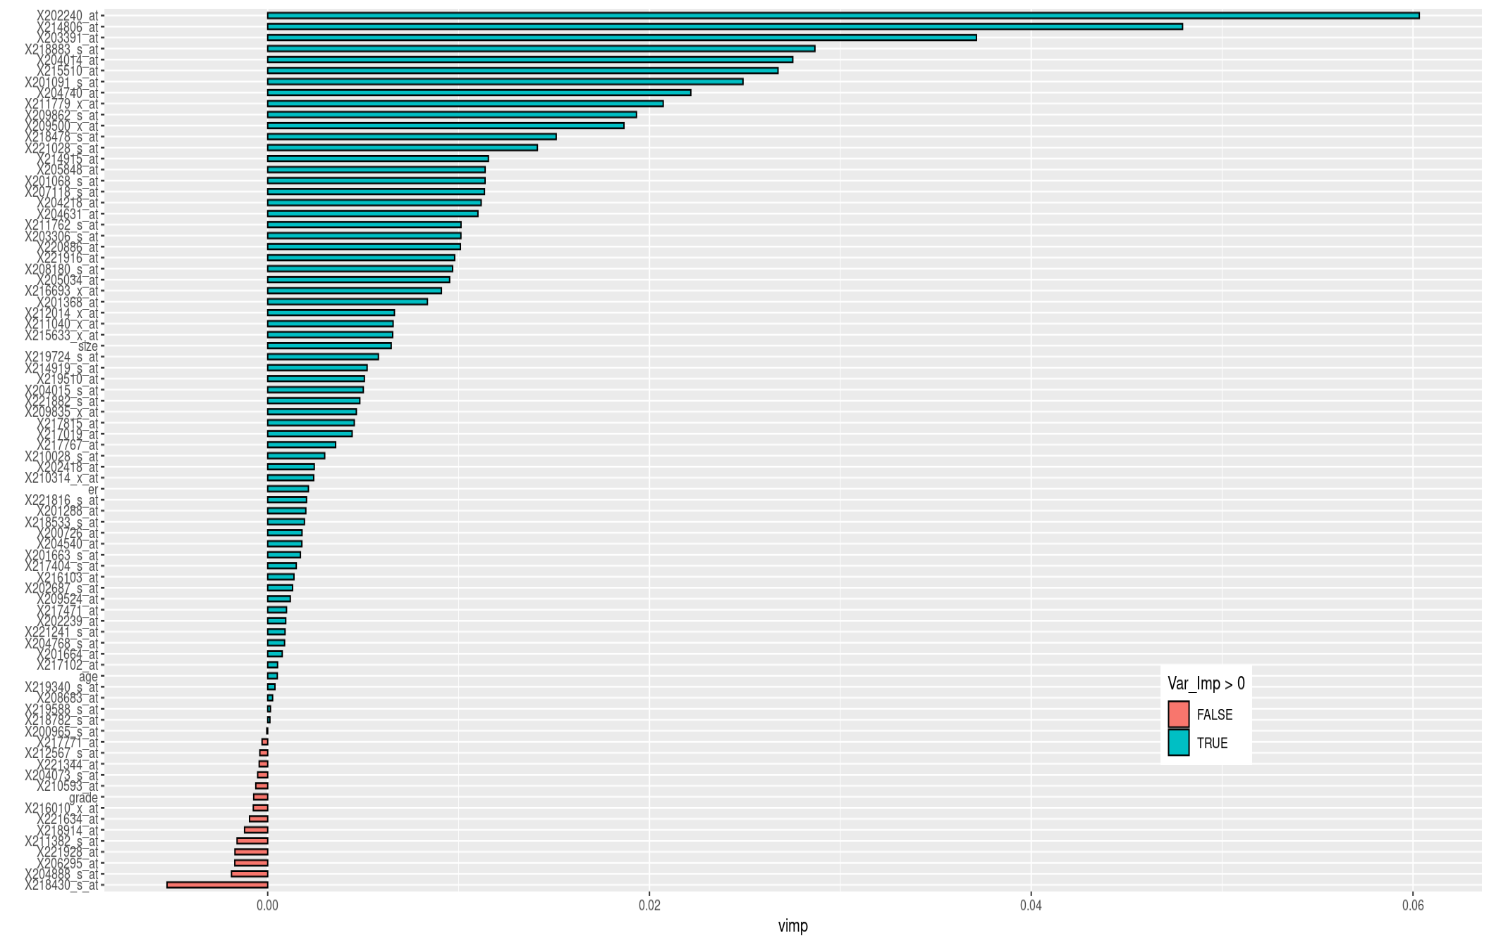 X202240_at
X214806_at
X203391_at
X218883_s_at
X204014_at
X215510_at
X201091_s_at
X204740_at
X211779_x_at
X209862_s_at
X209500_x_at
X218478_s_at
X221028_s_at
X214915_at
X205848_at
X201068_s_at
X207118_s_at
X204218_at
X204631_at
X211762_s_at
X203306_s_at
X220886_at
X221916_at
X208180_s_at
X205034_at
X216693_x_at
X201368_at
X212014_x_at
X211040_x_at
X215633_x_at
size
X219724_s_at
X214919_s_at
X219510_at
X204015_s_at
X221882_s_at
X209835_x_at
X217815_at
X217019_at
X217767_at
X210028_s_at
X202418_at
X210314_x_at
er
X221816_s_at
X201288_at
X218533_s_at
X200726_at
X204540_at
X201663_s_at
X217404_s_at
X216103_at
X202687_s_at
X209524_at
X217471_at
X202239_at
X221241_s_at
X204768_s_at
X201664_at
X217102_at
age
X219340_s_at
X208683_at
X219588_s_at
X218782_s_at
X200965_s_at
X217771_at
X212567_s_at
X221344_at
X204073_s_at
X210593_at
grade
X216010_x_at
X221634_at
X218914_at
X211382_s_at
X221928_at
X206295_at
X204888_s_at
X218430_s_at
0.00 0.02 0.04 0.06
vimp
Var_Imp > 0
FALSE
TRUE